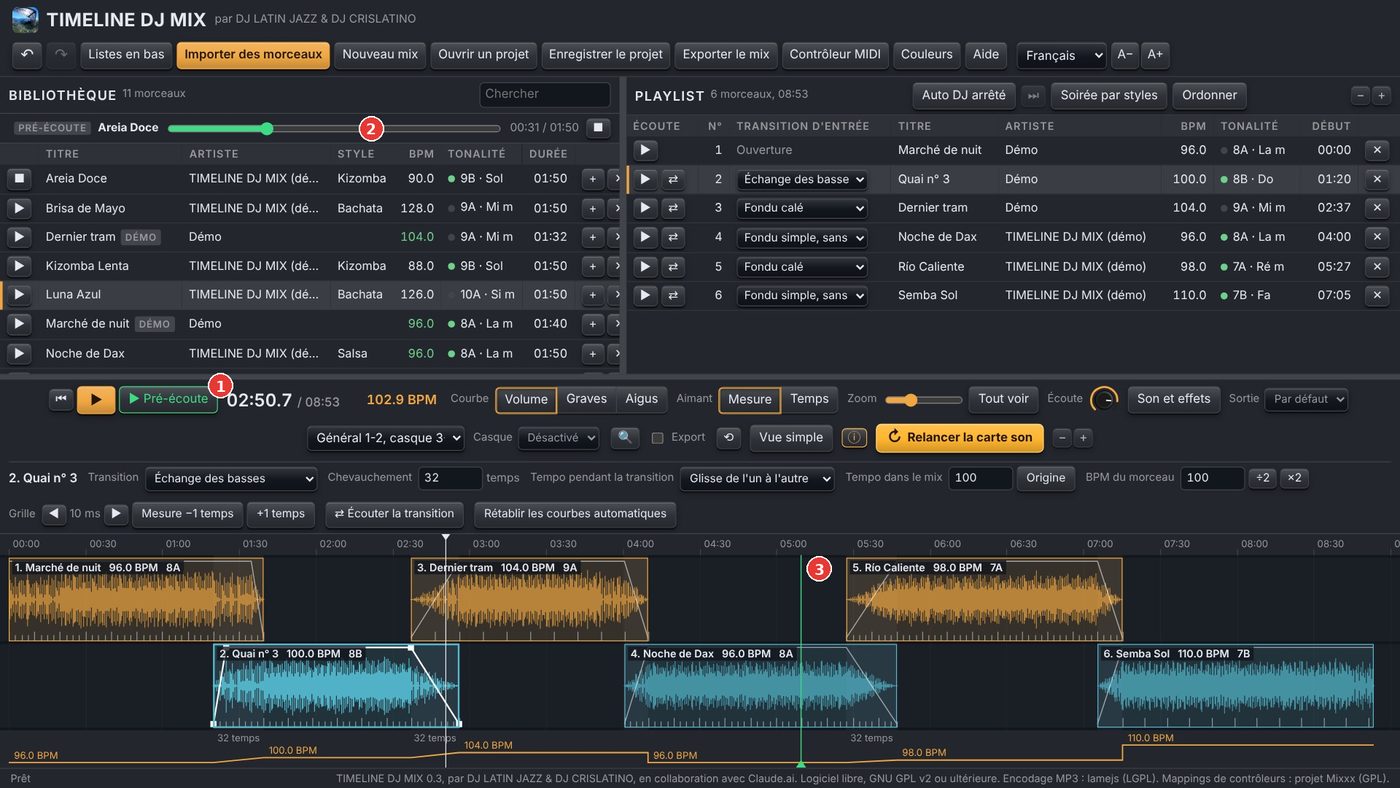 TIMELINE DJ MIX par DJ LATIN JAZZ & DJ CRISLATINO
Listes en bas Importer des morceaux Nouveau mix Ouvrir un projet Enregistrer le projet Exporter le mix Contrôleur MIDI Couleurs Aide Français A− A+
BIBLIOTHÈQUE 11 morceaux Chercher
PRÉ-ÉCOUTE Areia Doce 2 00:31 / 01:50
TITRE ARTISTE STYLE BPM TONALITÉ DURÉE
Areia Doce TIMELINE DJ MIX (dé... Kizomba 90.0 9B · Sol 01:50 +
Brisa de Mayo TIMELINE DJ MIX (dé... Bachata 128.0 9A · Mi m 01:50 +
Dernier tram DÉMO Démo 104.0 9A · Mi m 01:32 +
Kizomba Lenta TIMELINE DJ MIX (dé... Kizomba 88.0 9B · Sol 01:50 +
Luna Azul TIMELINE DJ MIX (dé... Bachata 126.0 10A · Si m 01:50 +
Marché de nuit DÉMO Démo 96.0 8A · La m 01:40 +
Noche de Dax TIMELINE DJ MIX (dé... Salsa 96.0 8A · La m 01:50 +
PLAYLIST 6 morceaux, 08:53 Auto DJ arrêté Soirée par styles Ordonner − +
ÉCOUTE N° TRANSITION D'ENTRÉE TITRE ARTISTE BPM TONALITÉ DÉBUT
1 Ouverture Marché de nuit Démo 96.0 8A · La m 00:00 ×
2 Échange des basse Quai n° 3 Démo 100.0 8B · Do 01:20 ×
3 Fondu calé Dernier tram Démo 104.0 9A · Mi m 02:37 ×
4 Fondu simple, sans Noche de Dax TIMELINE DJ MIX (démo) 96.0 8A · La m 04:00 ×
5 Fondu calé Río Caliente TIMELINE DJ MIX (démo) 98.0 7A · Ré m 05:27 ×
6 Fondu simple, sans Semba Sol TIMELINE DJ MIX (démo) 110.0 7B · Fa 07:05 ×
Pré-écoute 1 02:50.7 / 08:53 102.9 BPM Courbe Volume Graves Aigus Aimant Mesure Temps Zoom Tout voir Écoute Son et effets Sortie Par défaut
Général 1-2, casque 3 Casque Désactivé Export Vue simple Relancer la carte son − +
2. Quai n° 3 Transition Échange des basses Chevauchement 32 temps Tempo pendant la transition Glisse de l'un à l'autre Tempo dans le mix 100 Origine BPM du morceau 100 ÷2 ×2
Grille 10 ms Mesure −1 temps +1 temps ⇄ Écouter la transition Rétablir les courbes automatiques
00:00 00:30 01:00 01:30 02:00 02:30 03:00 03:30 04:00 04:30 05:00 05:30 06:00 06:30 07:00 07:30 08:00 08:30
1. Marché de nuit 96.0 BPM 8A 3. Dernier tram 104.0 BPM 9A 3 5. Río Caliente 98.0 BPM 7A
2. Quai n° 3 100.0 BPM 8B 4. Noche de Dax 96.0 BPM 8A 6. Semba Sol 110.0 BPM 7B
32 temps 32 temps 32 temps
96.0 BPM 100.0 BPM 104.0 BPM 96.0 BPM 98.0 BPM 110.0 BPM
Prêt TIMELINE DJ MIX 0.3, par DJ LATIN JAZZ & DJ CRISLATINO, en collaboration avec Claude.ai. Logiciel libre, GNU GPL v2 ou ultérieure. Encodage MP3 : lamejs (LGPL). Mappings de contrôleurs : projet Mixxx (GPL).